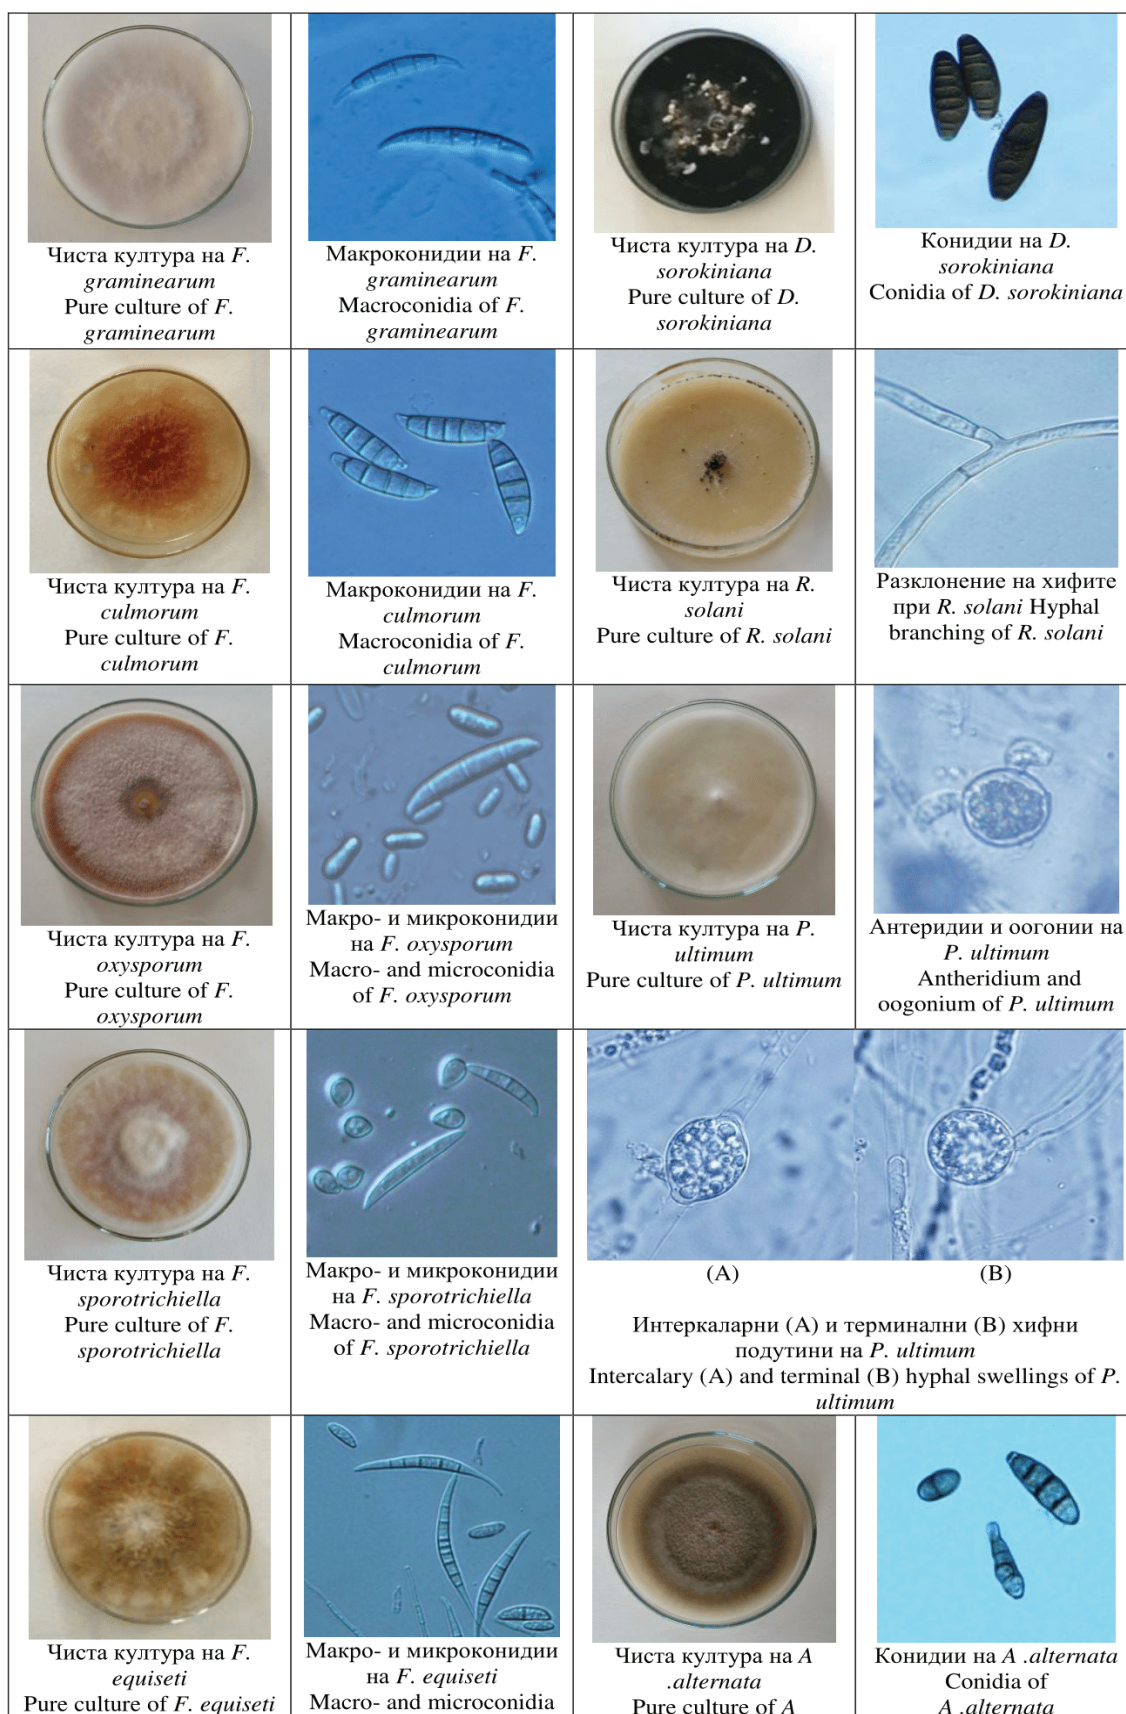 Чиста култура на F.
graminearum
Pure culture of F.
graminearum
Макроконидии на F.
graminearum
Macroconidia of F.
graminearum
Чиста култура на D.
sorokiniana
Pure culture of D.
sorokiniana
Конидии на D.
sorokiniana
Conidia of D. sorokiniana
Чиста култура на F.
culmorum
Pure culture of F.
culmorum
Макроконидии на F.
culmorum
Macroconidia of F.
culmorum
Чиста култура на R.
solani
Pure culture of R. solani
Разклонение на хифите
при R. solani Hyphal
branching of R. solani
Чиста култура на F.
oxysporum
Pure culture of F.
oxysporum
Макро- и микроконидии
на F. oxysporum
Macro- and microconidia
of F. oxysporum
Чиста култура на P.
ultimum
Pure culture of P. ultimum
Антеридии и оогонии на
P. ultimum
Antheridium and
oogonium of P. ultimum
Чиста култура на F.
sporotrichiella
Pure culture of F.
sporotrichiella
Макро- и микроконидии
на F. sporotrichiella
Macro- and microconidia
of F. sporotrichiella
(A) (B)
Интеркаларни (A) и терминални (B) хифни
подутини на P. ultimum
Intercalary (A) and terminal (B) hyphal swellings of P.
ultimum
Чиста култура на F.
equiseti
Pure culture of F. equiseti
Макро- и микроконидии
на F. equiseti
Macro- and microconidia
Чиста култура на A
.alternata
Pure culture of A
Конидии на A .alternata
Conidia of
A .alternata